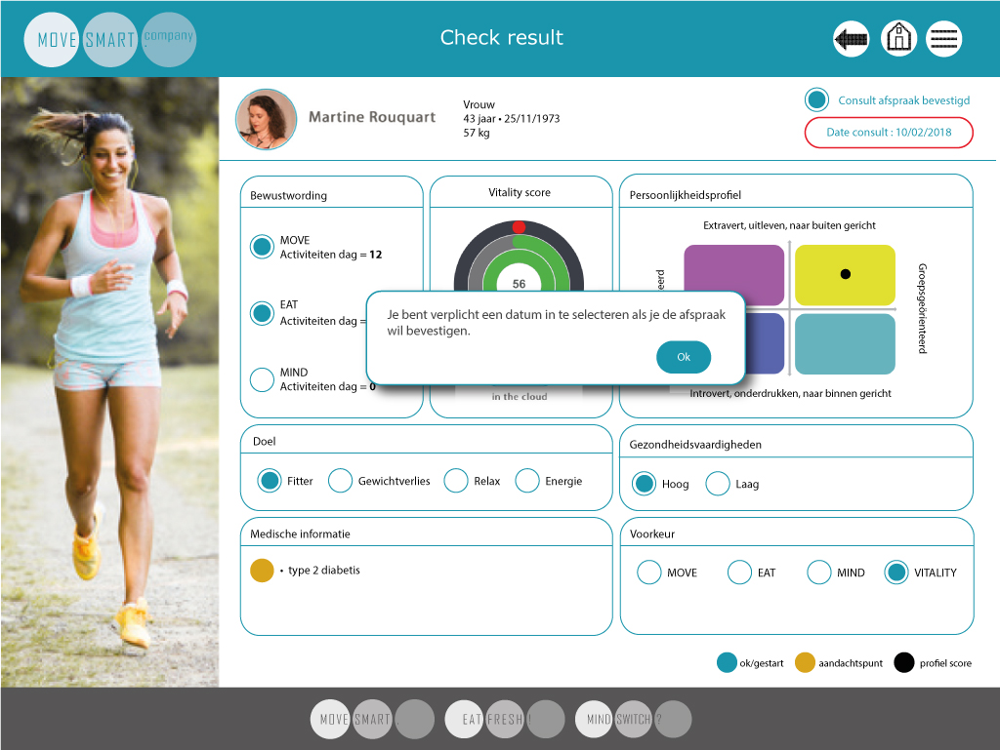 MOVE SMART . company
Check result
Martine Rouquart
Vrouw
43 jaar • 25/11/1973
57 kg
Consult afspraak bevestigd
Date consult : 10/02/2018
Bewustwording
MOVE
Activiteiten dag = 12
EAT
Activiteiten dag =
MIND
Activiteiten dag = 0
Vitality score
56
in the cloud
Persoonlijkheidsprofiel
Extravert, uitleven, naar buiten gericht
eerd
Groepsgeörienteerd
Introvert, onderdrukken, naar binnen gericht
Je bent verplicht een datum in te selecteren als je de afspraak
wil bevestigen.
Ok
Doel
Fitter
Gewichtverlies
Relax
Energie
Gezondheidsvaardigheden
Hoog
Laag
Medische informatie
• type 2 diabetis
Voorkeur
MOVE
EAT
MIND
VITALITY
ok/gestart
aandachtspunt
profiel score
MOVE SMART .
EAT FRESH !
MIND SWITCH ?